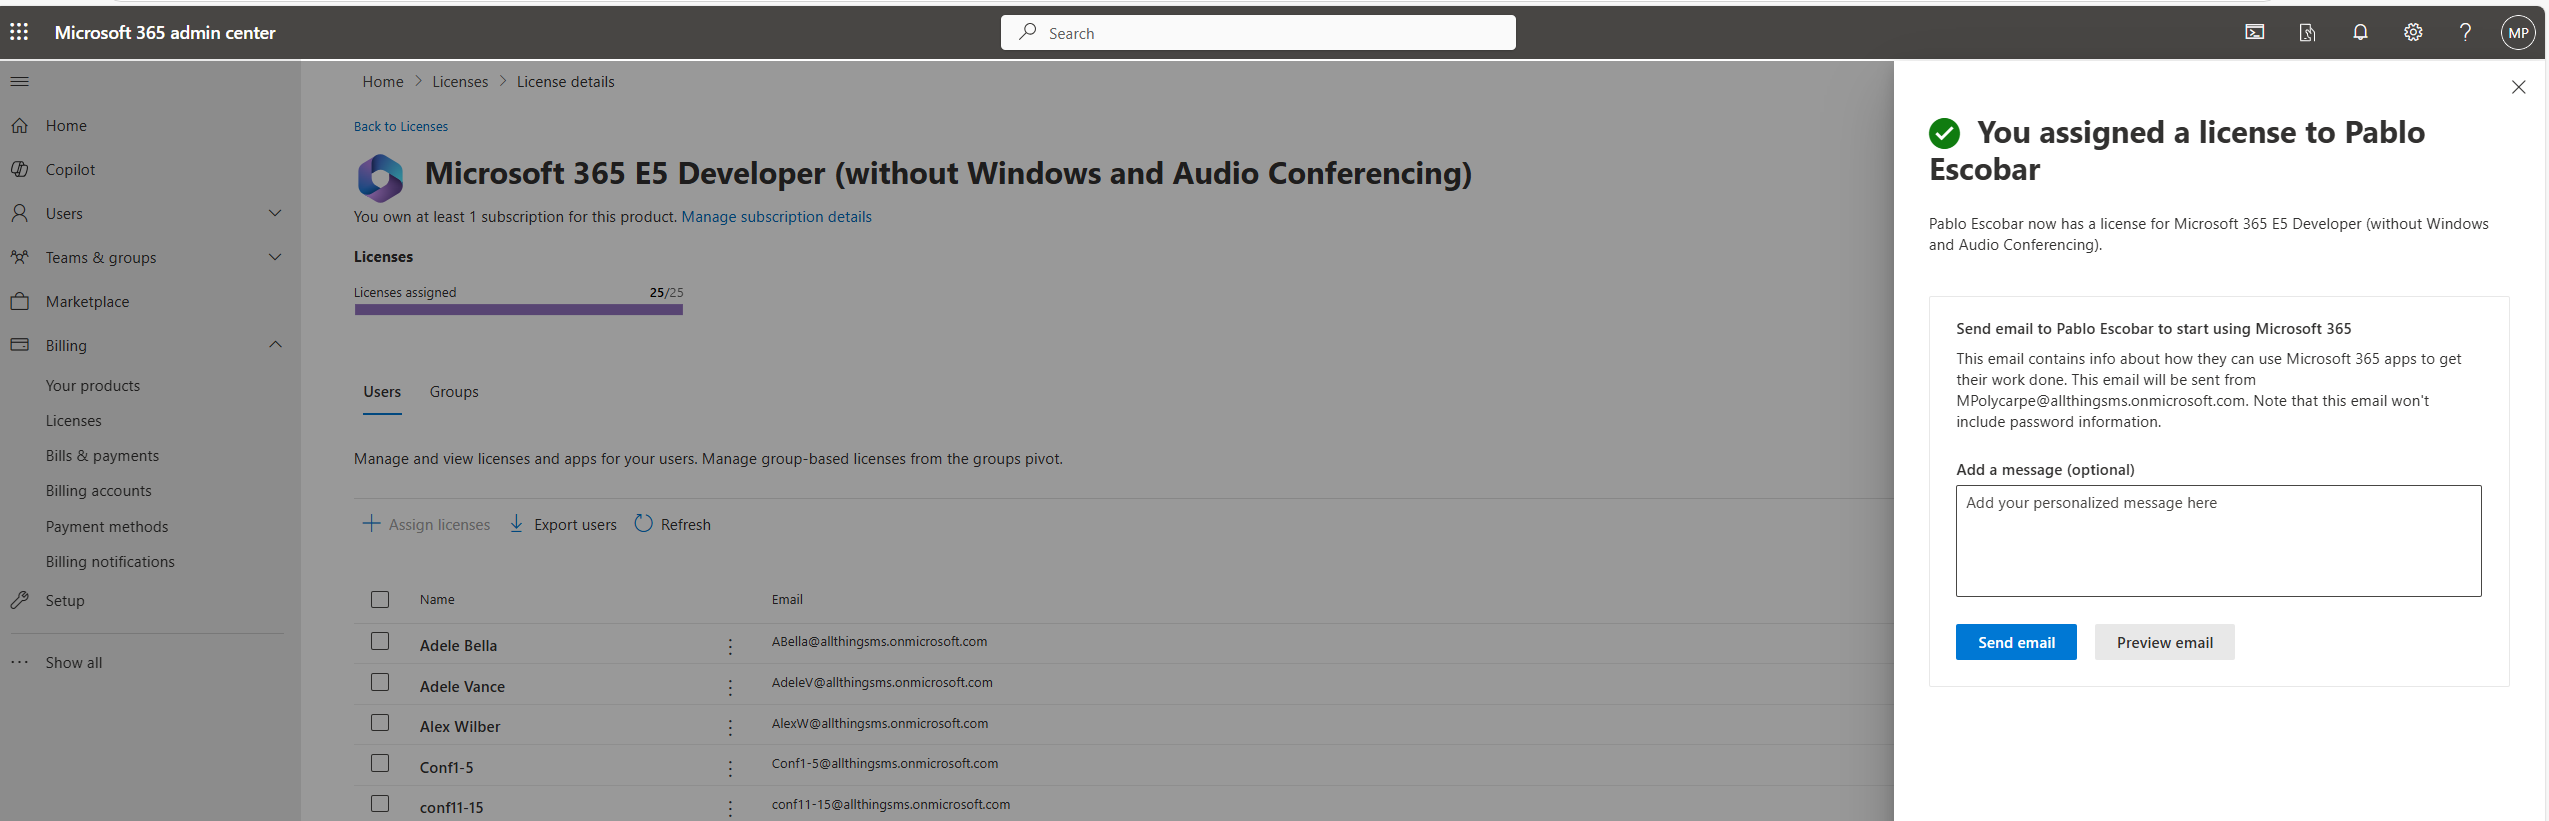 Microsoft 365 admin center
Search
MP
Home > Licenses > License details
Home
Copilot
Users
Teams & groups
Marketplace
Billing
Your products
Licenses
Bills & payments
Billing accounts
Payment methods
Billing notifications
Setup
Show all
Back to Licenses
Microsoft 365 E5 Developer (without Windows and Audio Conferencing)
You own at least 1 subscription for this product. Manage subscription details
Licenses
Licenses assigned 25/25
Users Groups
Manage and view licenses and apps for your users. Manage group-based licenses from the groups pivot.
Assign licenses Export users Refresh
Name Email
Adele Bella ABella@allthingsms.onmicrosoft.com
Adele Vance AdeleV@allthingsms.onmicrosoft.com
Alex Wilber AlexW@allthingsms.onmicrosoft.com
Conf1-5 Conf1-5@allthingsms.onmicrosoft.com
conf11-15 conf11-15@allthingsms.onmicrosoft.com
You assigned a license to Pablo
Escobar
Pablo Escobar now has a license for Microsoft 365 E5 Developer (without Windows
and Audio Conferencing).
Send email to Pablo Escobar to start using Microsoft 365
This email contains info about how they can use Microsoft 365 apps to get
their work done. This email will be sent from
MPolycarpe@allthingsms.onmicrosoft.com. Note that this email won't
include password information.
Add a message (optional)
Add your personalized message here
Send email Preview email